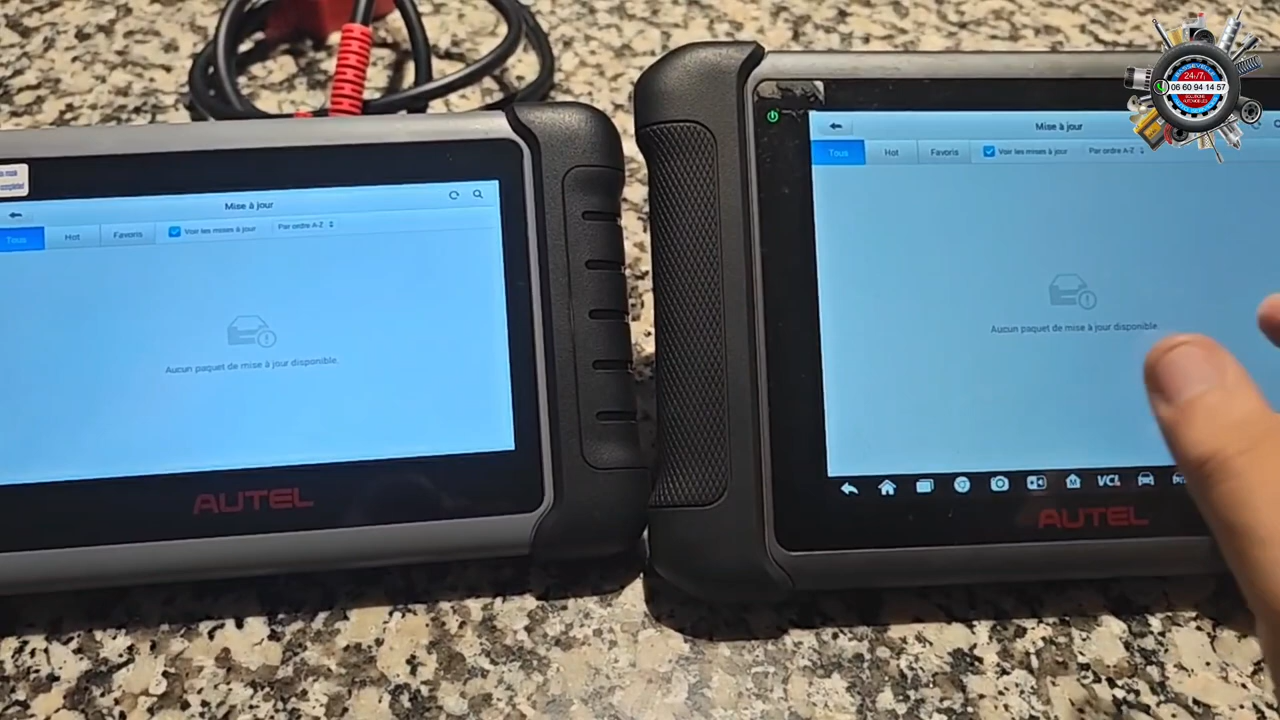 Mise à jour
Tous
Hot
Favoris
Voir les mises à jour
Par ordre A-Z
Aucun paquet de mise à jour disponible.
AUTEL
Mise à jour
Tous
Hot
Favoris
Voir les mises à jour
Par ordre A-Z
Aucun paquet de mise à jour disponible.
M
VCI
AUTEL
24/7
06 60 94 14 57